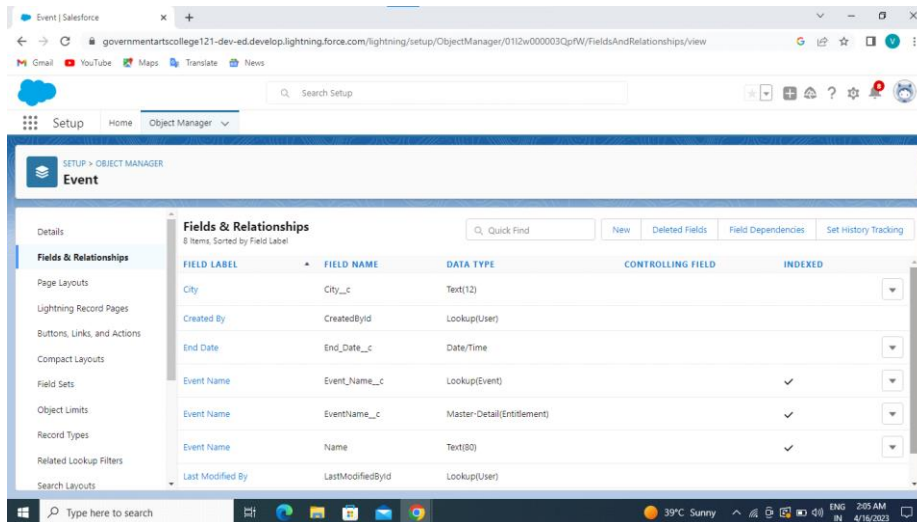 Event | Salesforce
governmentartscollege121-dev-ed.develop.lightning.force.com/lightning/setup/ObjectManager/01I2w000003QpfW/FieldsAndRelationships/view
Gmail YouTube Maps Translate News
Search Setup
8
Setup Home Object Manager
SETUP > OBJECT MANAGER
Event
Details
Fields & Relationships
Page Layouts
Lightning Record Pages
Buttons, Links, and Actions
Compact Layouts
Field Sets
Object Limits
Record Types
Related Lookup Filters
Search Layouts
Fields & Relationships
8 Items, Sorted by Field Label
Quick Find New Deleted Fields Field Dependencies Set History Tracking
FIELD LABEL FIELD NAME DATA TYPE CONTROLLING FIELD INDEXED
City City__c Text(12)
Created By CreatedById Lookup(User)
End Date End_Date__c Date/Time
Event Name Event_Name__c Lookup(Event)
Event Name EventName__c Master-Detail(Entitlement)
Event Name Name Text(80)
Last Modified By LastModifiedById Lookup(User)
Type here to search
39°C Sunny
ENG
IN
2:05 AM
4/16/2023